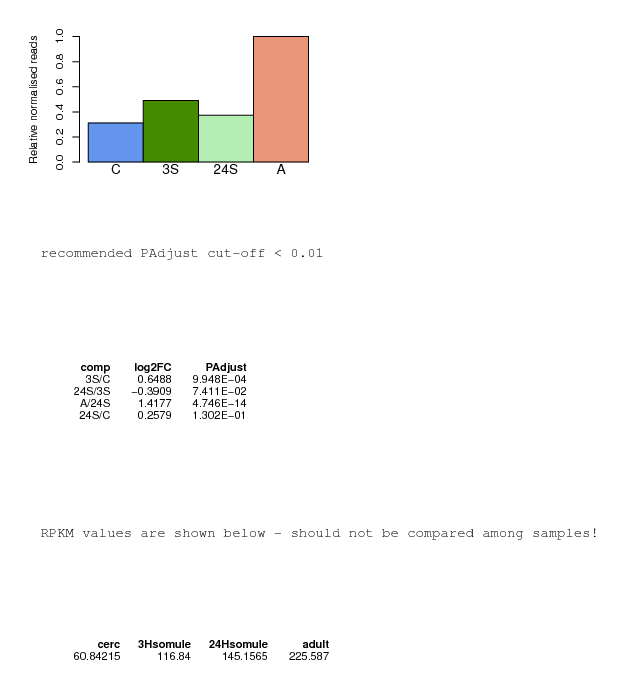 Relative normalised reads
1.0
0.8
0.6
0.4
0.2
0.0
C 3S 24S A
recommended PAdjust cut-off < 0.01
comp log2FC PAdjust
3S/C 0.6488 9.948E−04
24S/3S −0.3909 7.411E−02
A/24S 1.4177 4.746E−14
24S/C 0.2579 1.302E−01
RPKM values are shown below - should not be compared among samples!
cerc 3Hsomule 24Hsomule adult
60.84215 116.84 145.1565 225.587